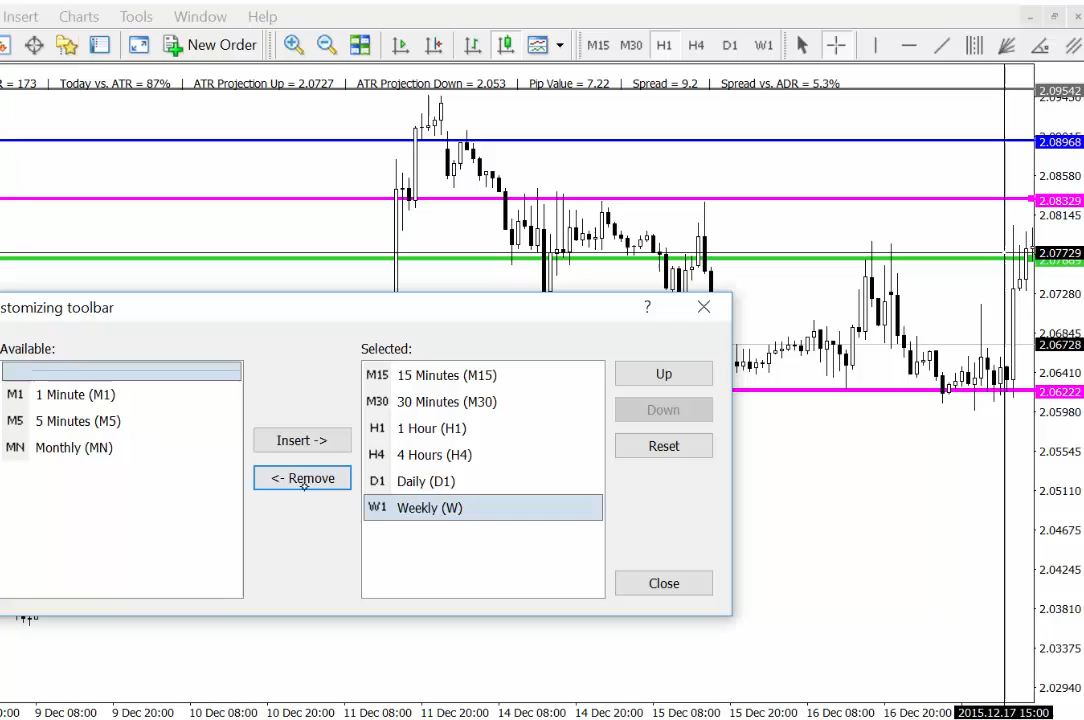 Insert Charts Tools Window Help
New Order M15 M30 H1 H4 D1 W1
R = 173 Today vs. ATR = 87% ATR Projection Up = 2.0727 ATR Projection Down = 2.053 Pip Value = 7.22 Spread = 9.2 Spread vs. ADR = 5.3%
2.09542
2.08968
2.08580
2.08329
2.08145
2.07729
2.07280
2.06845
2.06728
2.06410
2.06222
2.05980
2.05545
2.05110
2.04675
2.04245
2.03810
2.03375
2.02940
stomizing toolbar ?
Available:
M1 1 Minute (M1)
M5 5 Minutes (M5)
MN Monthly (MN)
Insert ->
<- Remove
Selected:
M15 15 Minutes (M15)
M30 30 Minutes (M30)
H1 1 Hour (H1)
H4 4 Hours (H4)
D1 Daily (D1)
W1 Weekly (W)
Up
Down
Reset
Close
0:00 9 Dec 08:00 9 Dec 20:00 10 Dec 08:00 10 Dec 20:00 11 Dec 08:00 11 Dec 20:00 14 Dec 08:00 14 Dec 20:00 15 Dec 08:00 15 Dec 20:00 16 Dec 08:00 16 Dec 20:00 2015.12.17 15:00